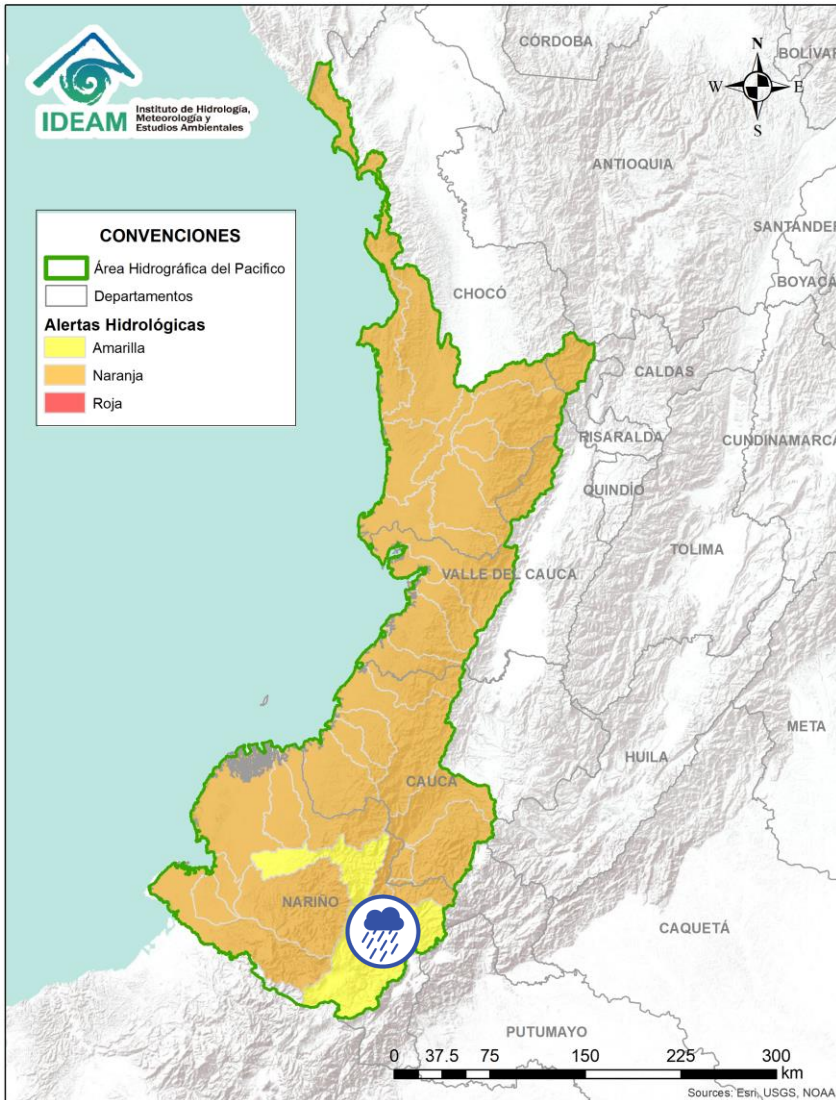 CÓRDOBA
BOLÍVAR
N
W E
S
IDEAM
Instituto de Hidrología,
Meteorología y
Estudios Ambientales
ANTIOQUIA
SANTANDER
CONVENCIONES
Área Hidrográfica del Pacifico
Departamentos
Alertas Hidrológicas
Amarilla
Naranja
Roja
BOYACÁ
CHOCÓ
CALDAS
RISARALDA
CUNDINAMARCA
QUINDÍO
TOLIMA
VALLE DEL CAUCA
META
HUILA
CAUCA
NARIÑO
CAQUETÁ
PUTUMAYO
0 37.5 75 150 225 300
km
Sources: Esri, USGS, NOAA